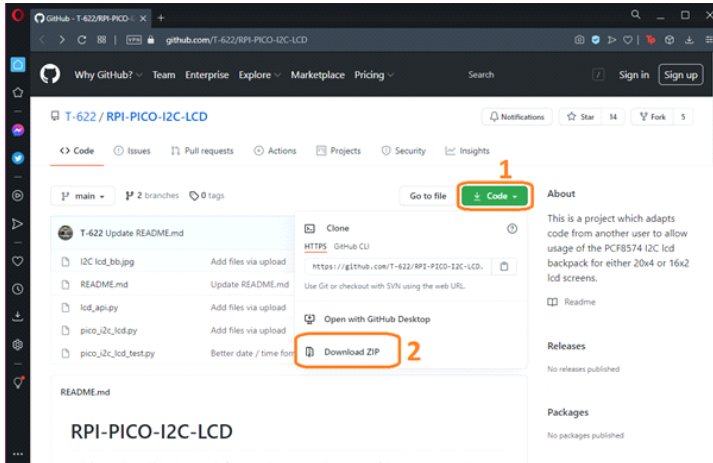 GitHub - T-622/RPI-PICO-I
VPN github.com/T-622/RPI-PICO-I2C-LCD
Why GitHub? Team Enterprise Explore Marketplace Pricing Search / Sign in Sign up
T-622 / RPI-PICO-I2C-LCD Notifications Star 14 Fork 5
Code Issues Pull requests Actions Projects Security Insights
1
main 2 branches 0 tags Go to file Code
T-622 Update README.md
I2C lcd_bb.jpg Add files via upload
README.md Update README.md
lcd_api.py Add files via upload
pico_i2c_lcd.py Add files via upload
pico_i2c_lcd_test.py Better date / time for
Clone
HTTPS GitHub CLI
https://github.com/T-622/RPI-PICO-I2C-LCD.
Use Git or checkout with SVN using the web URL.
Open with GitHub Desktop
Download ZIP 2
README.md
RPI-PICO-I2C-LCD
About
This is a project which adapts
code from another user to allow
usage of the PCF8574 I2C lcd
backpack for either 20x4 or 16x2
lcd screens.
Readme
Releases
No releases published
Packages
No packages published